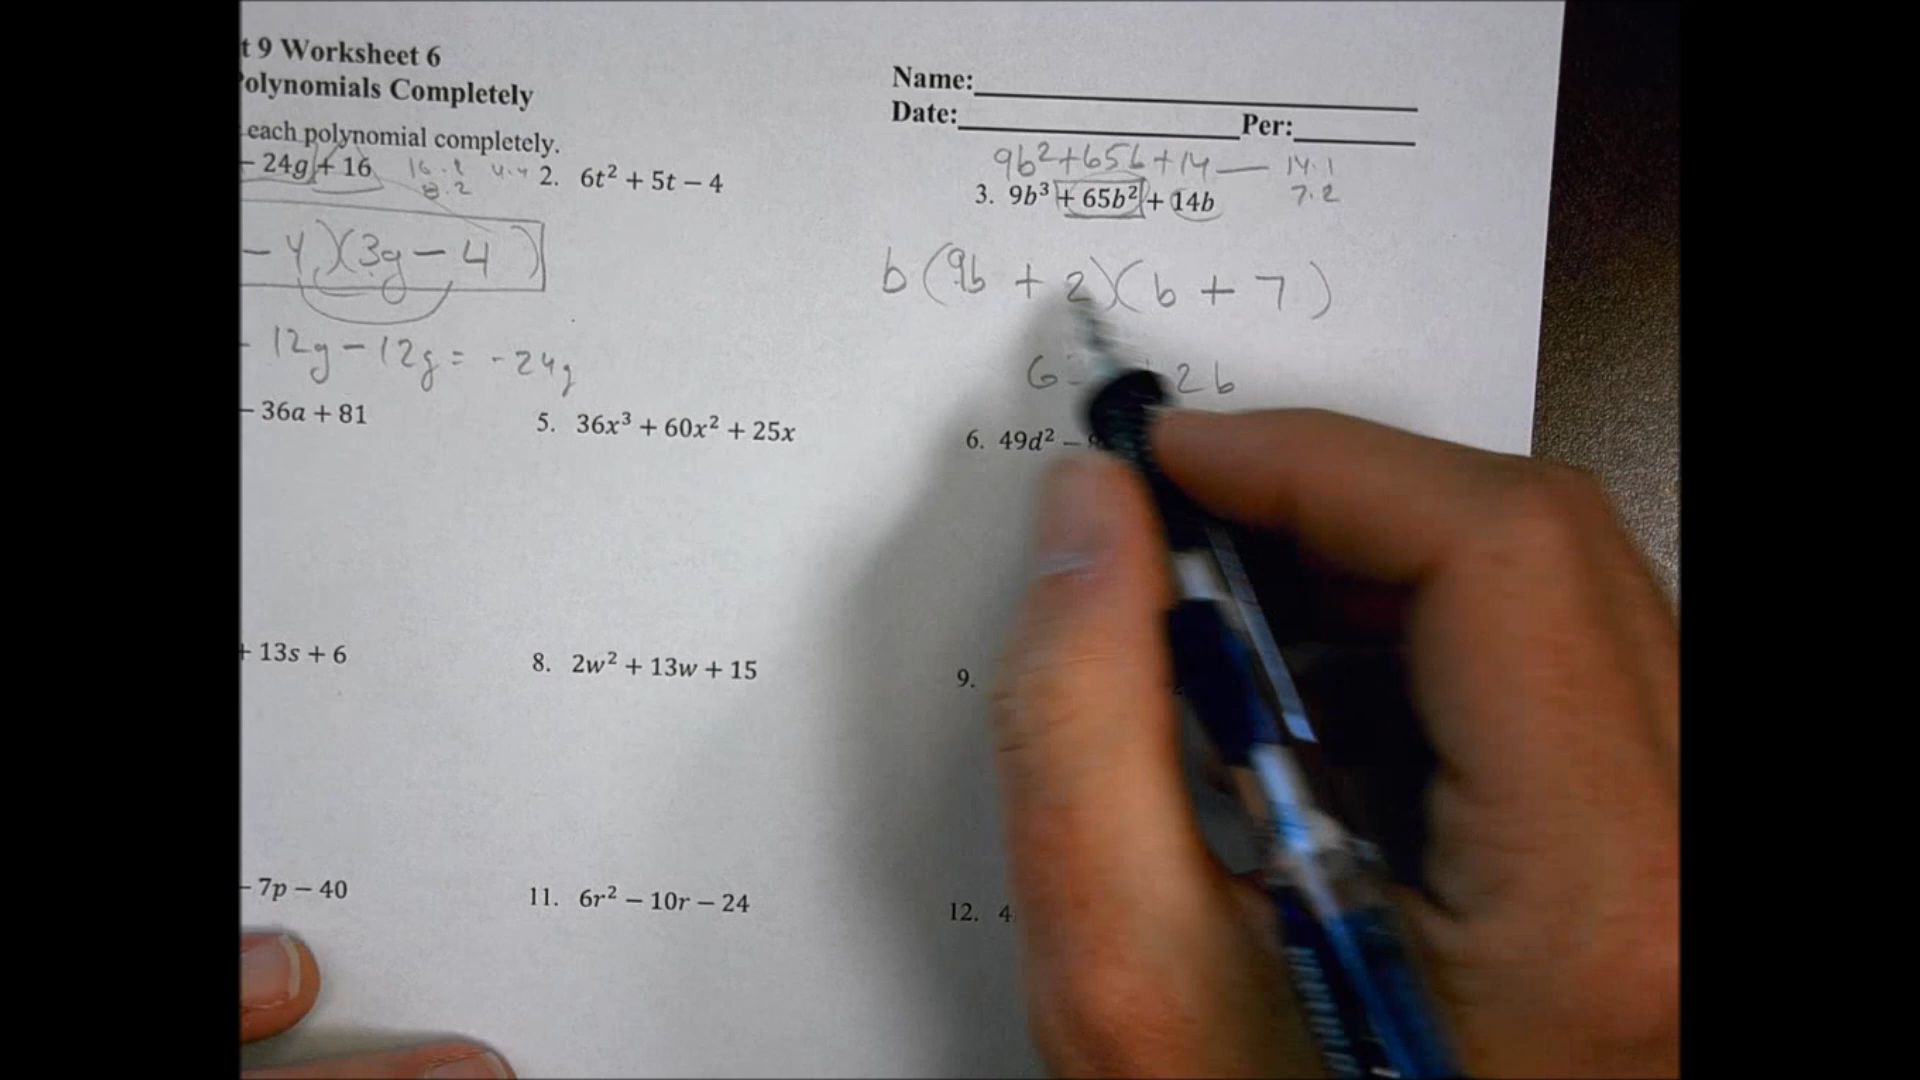 t 9 Worksheet 6
Polynomials Completely
each polynomial completely.
Name:
Date: Per:
− 24g + 16
16 · 1 4 · 4
8 · 2
− 4)(3g − 4)
12g − 12g = -24g
2. 6t² + 5t − 4
9b² + 65b + 14 — 14 · 1
7 · 2
3. 9b³ + 65b² + 14b
b(9b + 2)(b + 7)
2b
− 36a + 81
5. 36x³ + 60x² + 25x
6. 49d² −
+ 13s + 6
8. 2w² + 13w + 15
9.
− 7p − 40
11. 6r² − 10r − 24
12. 4